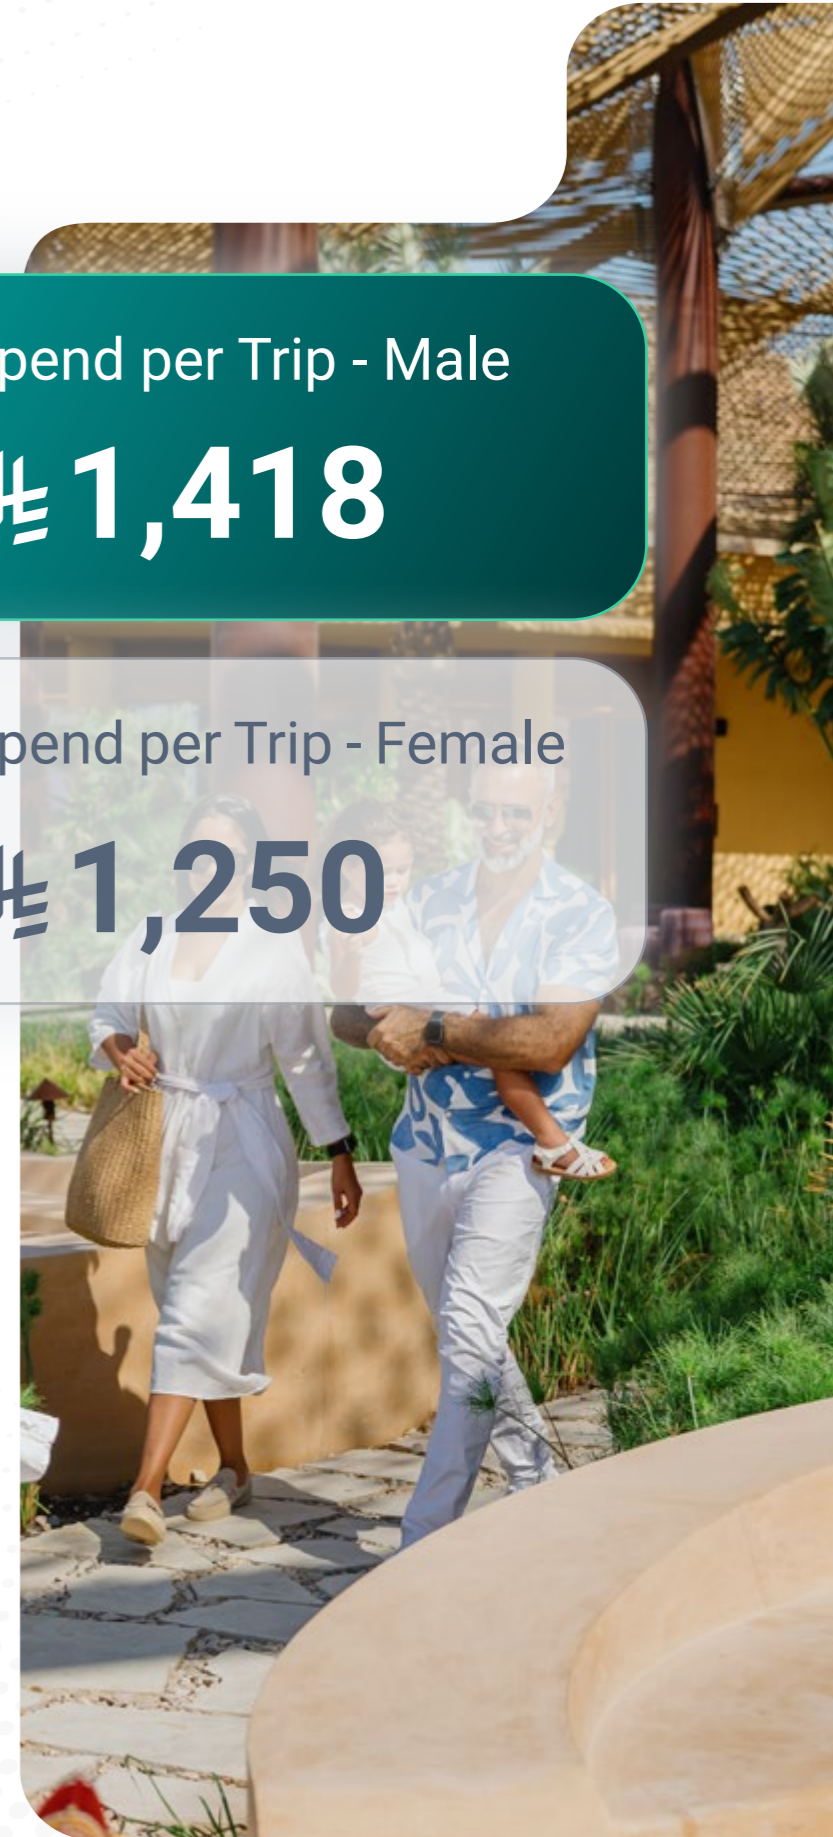 pend per Trip - Male
⃁ 1,418
pend per Trip - Female
⃁ 1,250